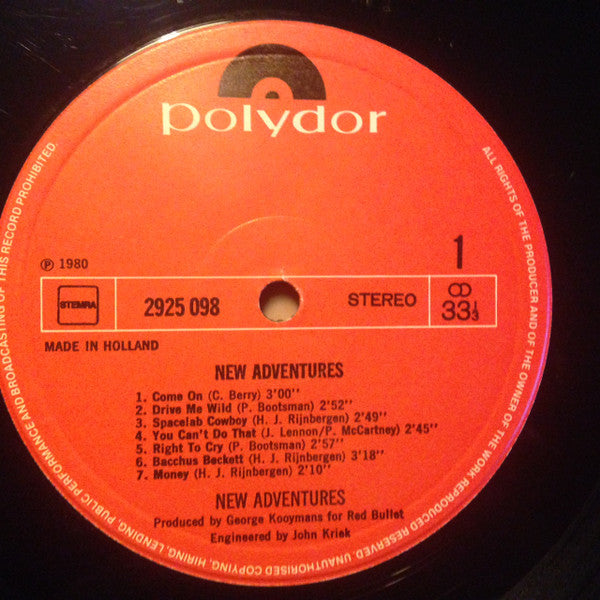 polydor
℗ 1980
1
STEMRA
2925 098
STEREO
33⅓
MADE IN HOLLAND
NEW ADVENTURES
1. Come On (C. Berry) 3'00''
2. Drive Me Wild (P. Bootsman) 2'52''
3. Spacelab Cowboy (H. J. Rijnbergen) 2'49''
4. You Can't Do That (J. Lennon/P. McCartney) 2'45''
5. Right To Cry (P. Bootsman) 2'57''
6. Bacchus Beckett (H. J. Rijnbergen) 3'18''
7. Money (H. J. Rijnbergen) 2'10''
NEW ADVENTURES
Produced by George Kooymans for Red Bullet
Engineered by John Kriek
ALL RIGHTS OF THE PRODUCER AND OF THE OWNER OF THE WORK REPRODUCED RESERVED. UNAUTHORISED COPYING, HIRING, LENDING, PUBLIC PERFORMANCE AND BROADCASTING OF THIS RECORD PROHIBITED.